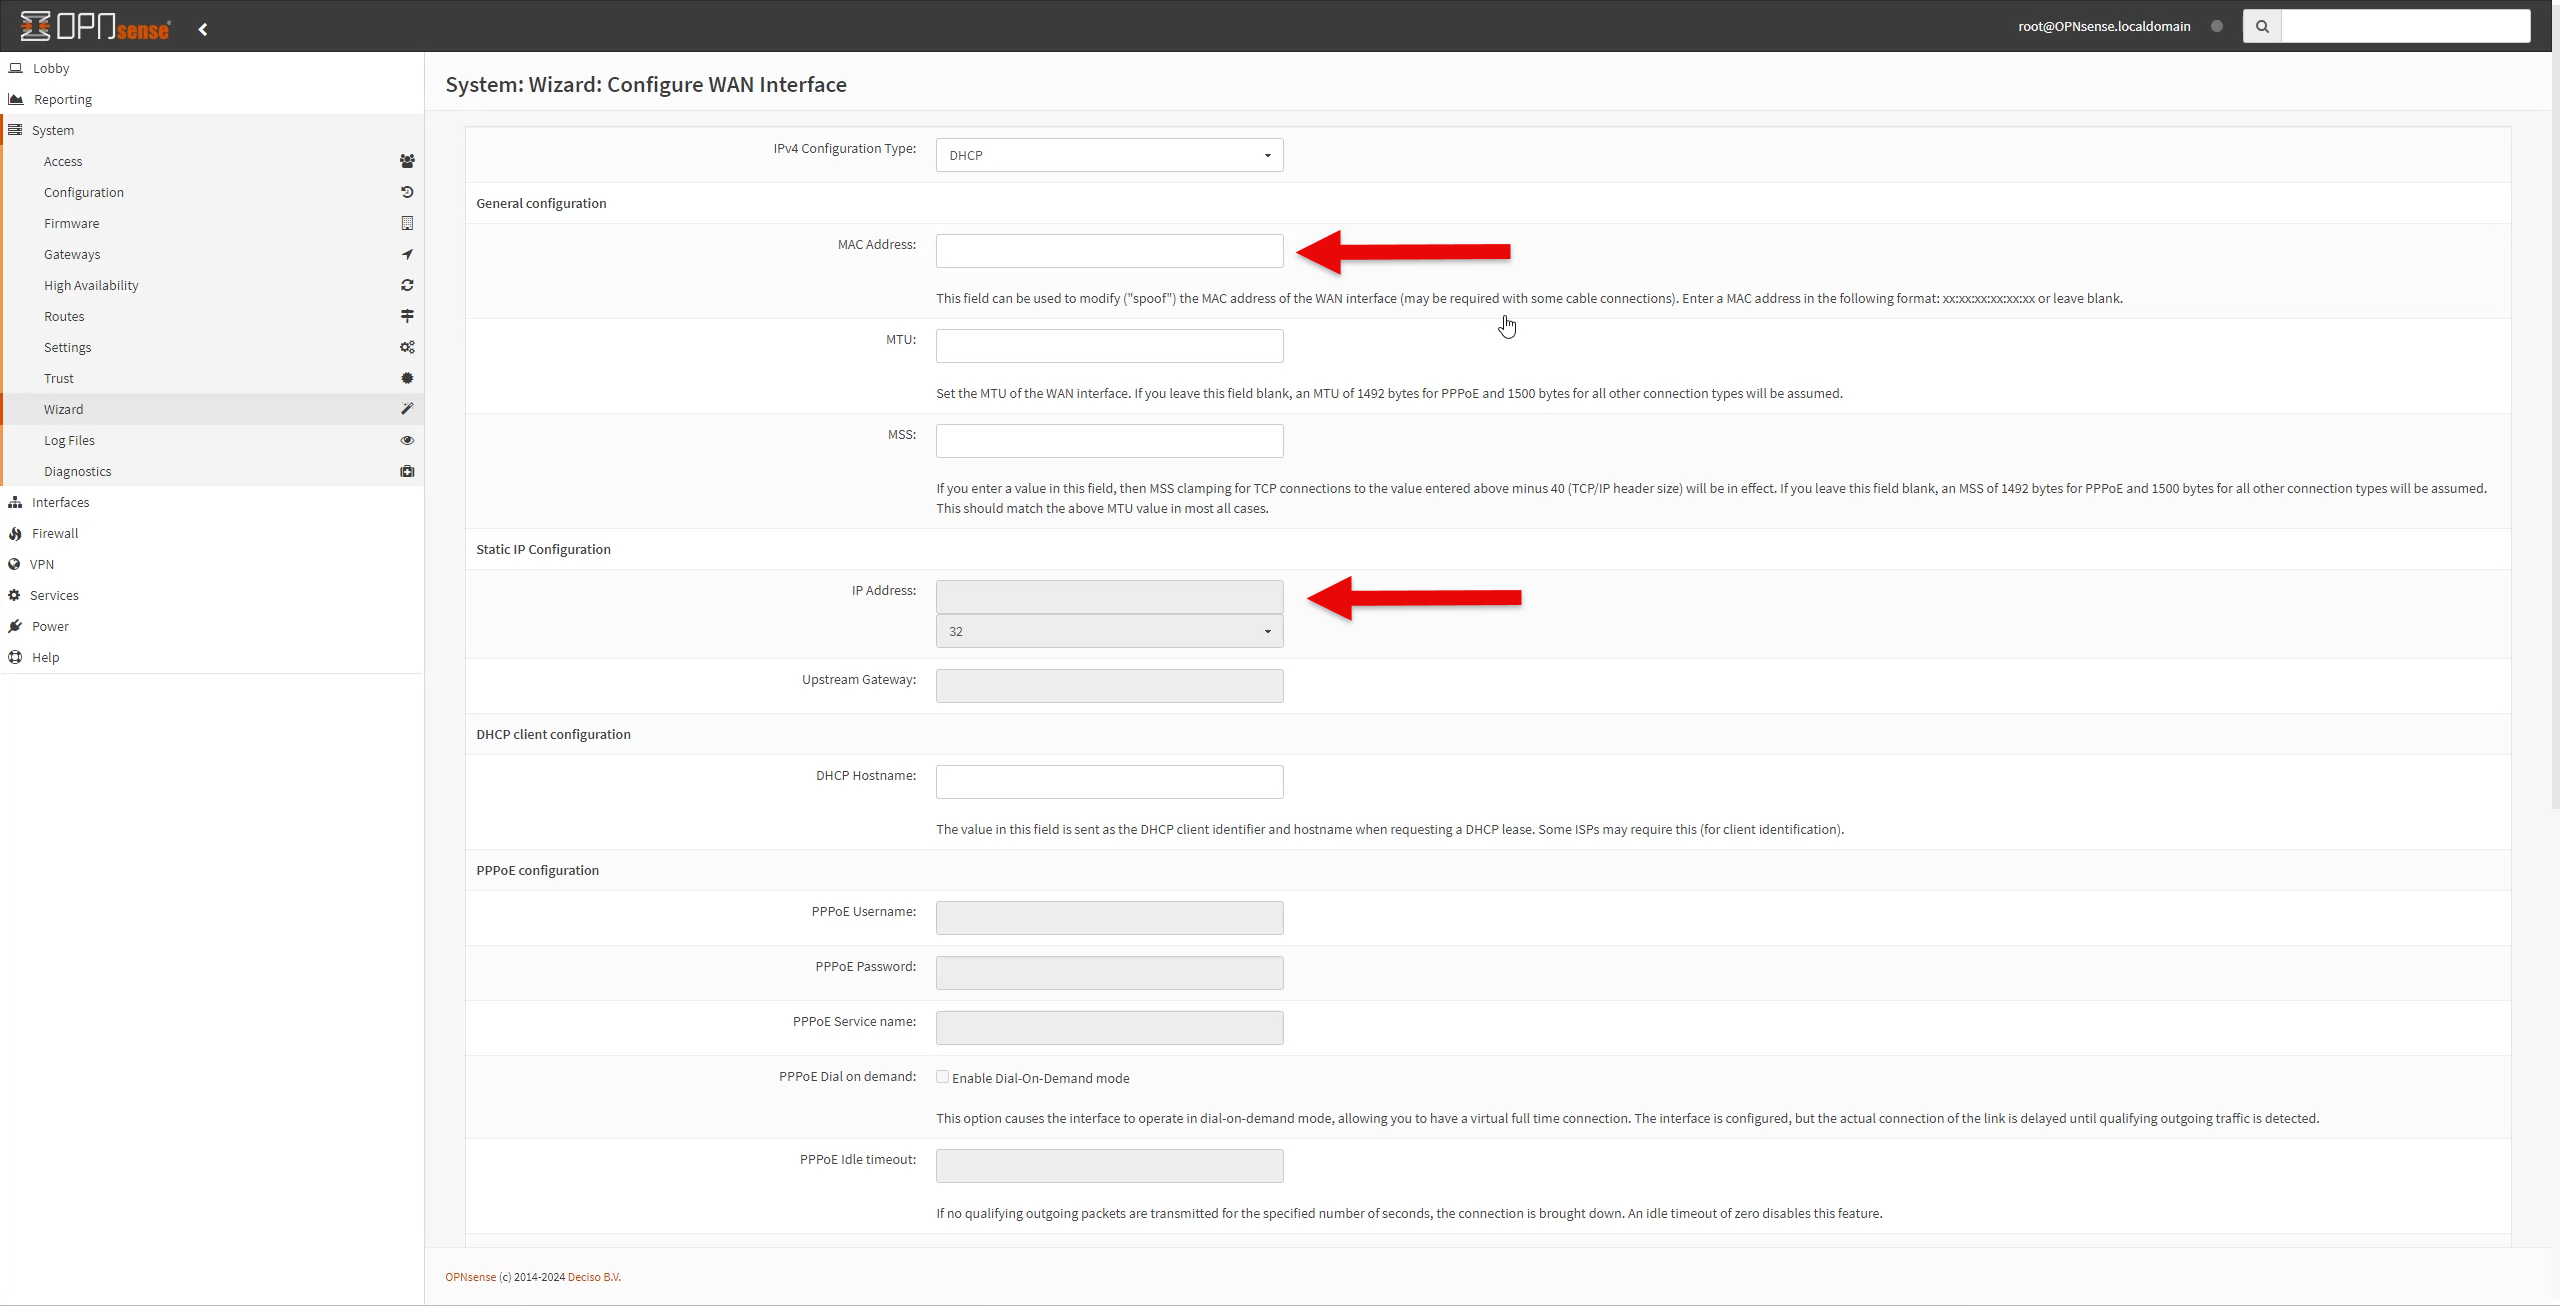 OPNsense
root@OPNsense.localdomain
Lobby
Reporting
System
Access
Configuration
Firmware
Gateways
High Availability
Routes
Settings
Trust
Wizard
Log Files
Diagnostics
Interfaces
Firewall
VPN
Services
Power
Help
System: Wizard: Configure WAN Interface
IPv4 Configuration Type: DHCP
General configuration
MAC Address:
This field can be used to modify ("spoof") the MAC address of the WAN interface (may be required with some cable connections). Enter a MAC address in the following format: xx:xx:xx:xx:xx:xx or leave blank.
MTU:
Set the MTU of the WAN interface. If you leave this field blank, an MTU of 1492 bytes for PPPoE and 1500 bytes for all other connection types will be assumed.
MSS:
If you enter a value in this field, then MSS clamping for TCP connections to the value entered above minus 40 (TCP/IP header size) will be in effect. If you leave this field blank, an MSS of 1492 bytes for PPPoE and 1500 bytes for all other connection types will be assumed.
This should match the above MTU value in most all cases.
Static IP Configuration
IP Address:
32
Upstream Gateway:
DHCP client configuration
DHCP Hostname:
The value in this field is sent as the DHCP client identifier and hostname when requesting a DHCP lease. Some ISPs may require this (for client identification).
PPPoE configuration
PPPoE Username:
PPPoE Password:
PPPoE Service name:
PPPoE Dial on demand: Enable Dial-On-Demand mode
This option causes the interface to operate in dial-on-demand mode, allowing you to have a virtual full time connection. The interface is configured, but the actual connection of the link is delayed until qualifying outgoing traffic is detected.
PPPoE Idle timeout:
If no qualifying outgoing packets are transmitted for the specified number of seconds, the connection is brought down. An idle timeout of zero disables this feature.
OPNsense (c) 2014-2024 Deciso B.V.